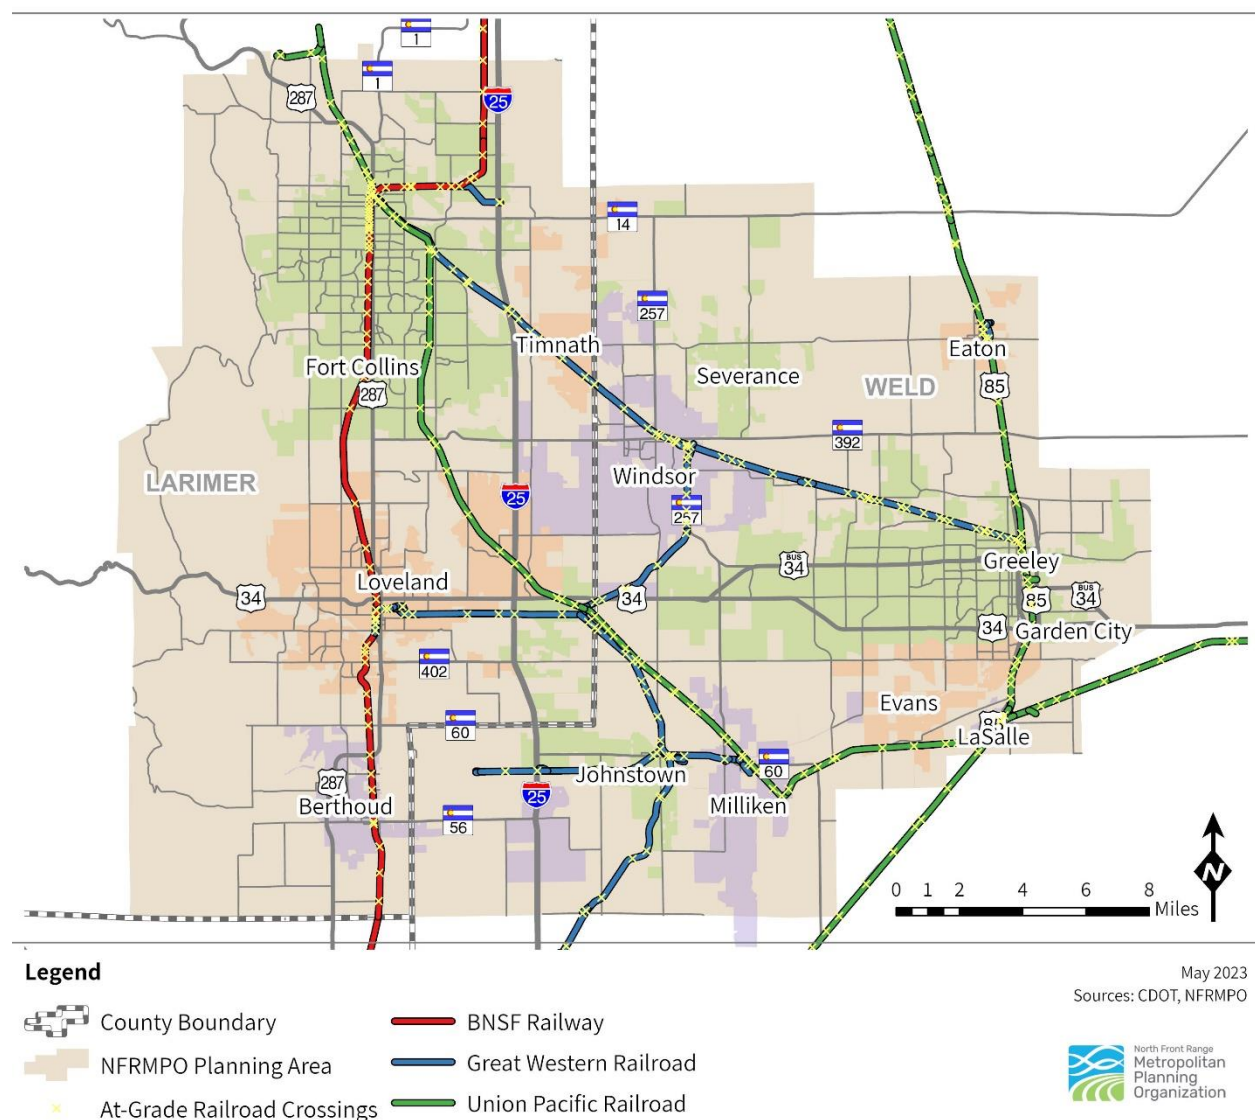 1
1
287
25
14
257
Timnath
Eaton
Fort Collins
287
Severance
WELD
85
392
LARIMER
Windsor
25
257
BUS
34
Greeley
Loveland
34
34
85
BUS
34
34
Garden City
402
Evans
60
85
LaSalle
Johnstown
60
287
25
Berthoud
Milliken
56
N
0 1 2 4 6 8
Miles
Legend
May 2023
Sources: CDOT, NFRMPO
County Boundary
BNSF Railway
NFRMPO Planning Area
Great Western Railroad
At-Grade Railroad Crossings
Union Pacific Railroad
North Front Range
Metropolitan
Planning
Organization